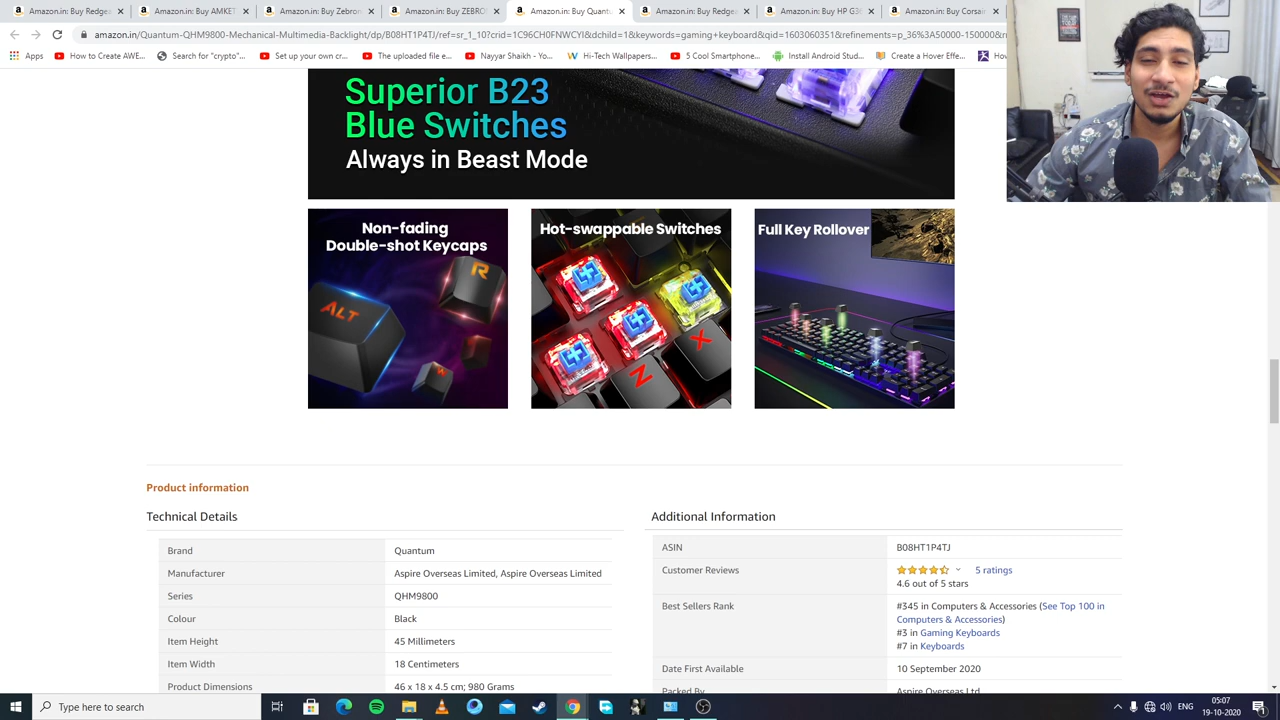 Amazon.in: Buy Redge
Amazon.in: Buy AMKET
Amazon.in: Buy Zebro
Amazon.in: Buy ZEBRO
Amazon.in: Buy Quant
Amazon.in: Buy Redge
Amazon.in: Buy HP G3
Amazon.in: Buy Corsair
amazon.in/Quantum-QHM9800-Mechanical-Multimedia-Backlight/dp/B08HT1P4TJ/ref=sr_1_10?crid=1C96CH0FNWCYI&dchild=1&keywords=gaming+keyboard&qid=1603060351&refinements=p_36%3A50000-150000&
Apps
How to Create AWE...
Search for "crypto"...
Set up your own cr...
The uploaded file e...
Nayyar Shaikh - Yo...
Hi-Tech Wallpapers...
5 Cool Smartphone...
Install Android Stud...
Create a Hover Effe...
Superior B23
Blue Switches
Always in Beast Mode
Non-fading
Double-shot Keycaps
R
ALT
Hot-swappable Switches
Z
X
Full Key Rollover
Product information
Technical Details
Brand Quantum
Manufacturer Aspire Overseas Limited, Aspire Overseas Limited
Series QHM9800
Colour Black
Item Height 45 Millimeters
Item Width 18 Centimeters
Product Dimensions 46 x 18 x 4.5 cm; 980 Grams
Additional Information
ASIN B08HT1P4TJ
Customer Reviews 5 ratings
4.6 out of 5 stars
Best Sellers Rank #345 in Computers & Accessories (See Top 100 in
Computers & Accessories)
#3 in Gaming Keyboards
#7 in Keyboards
Date First Available 10 September 2020
Packed By Aspire Overseas Ltd
Type here to search
ENG
05:07
19-10-2020